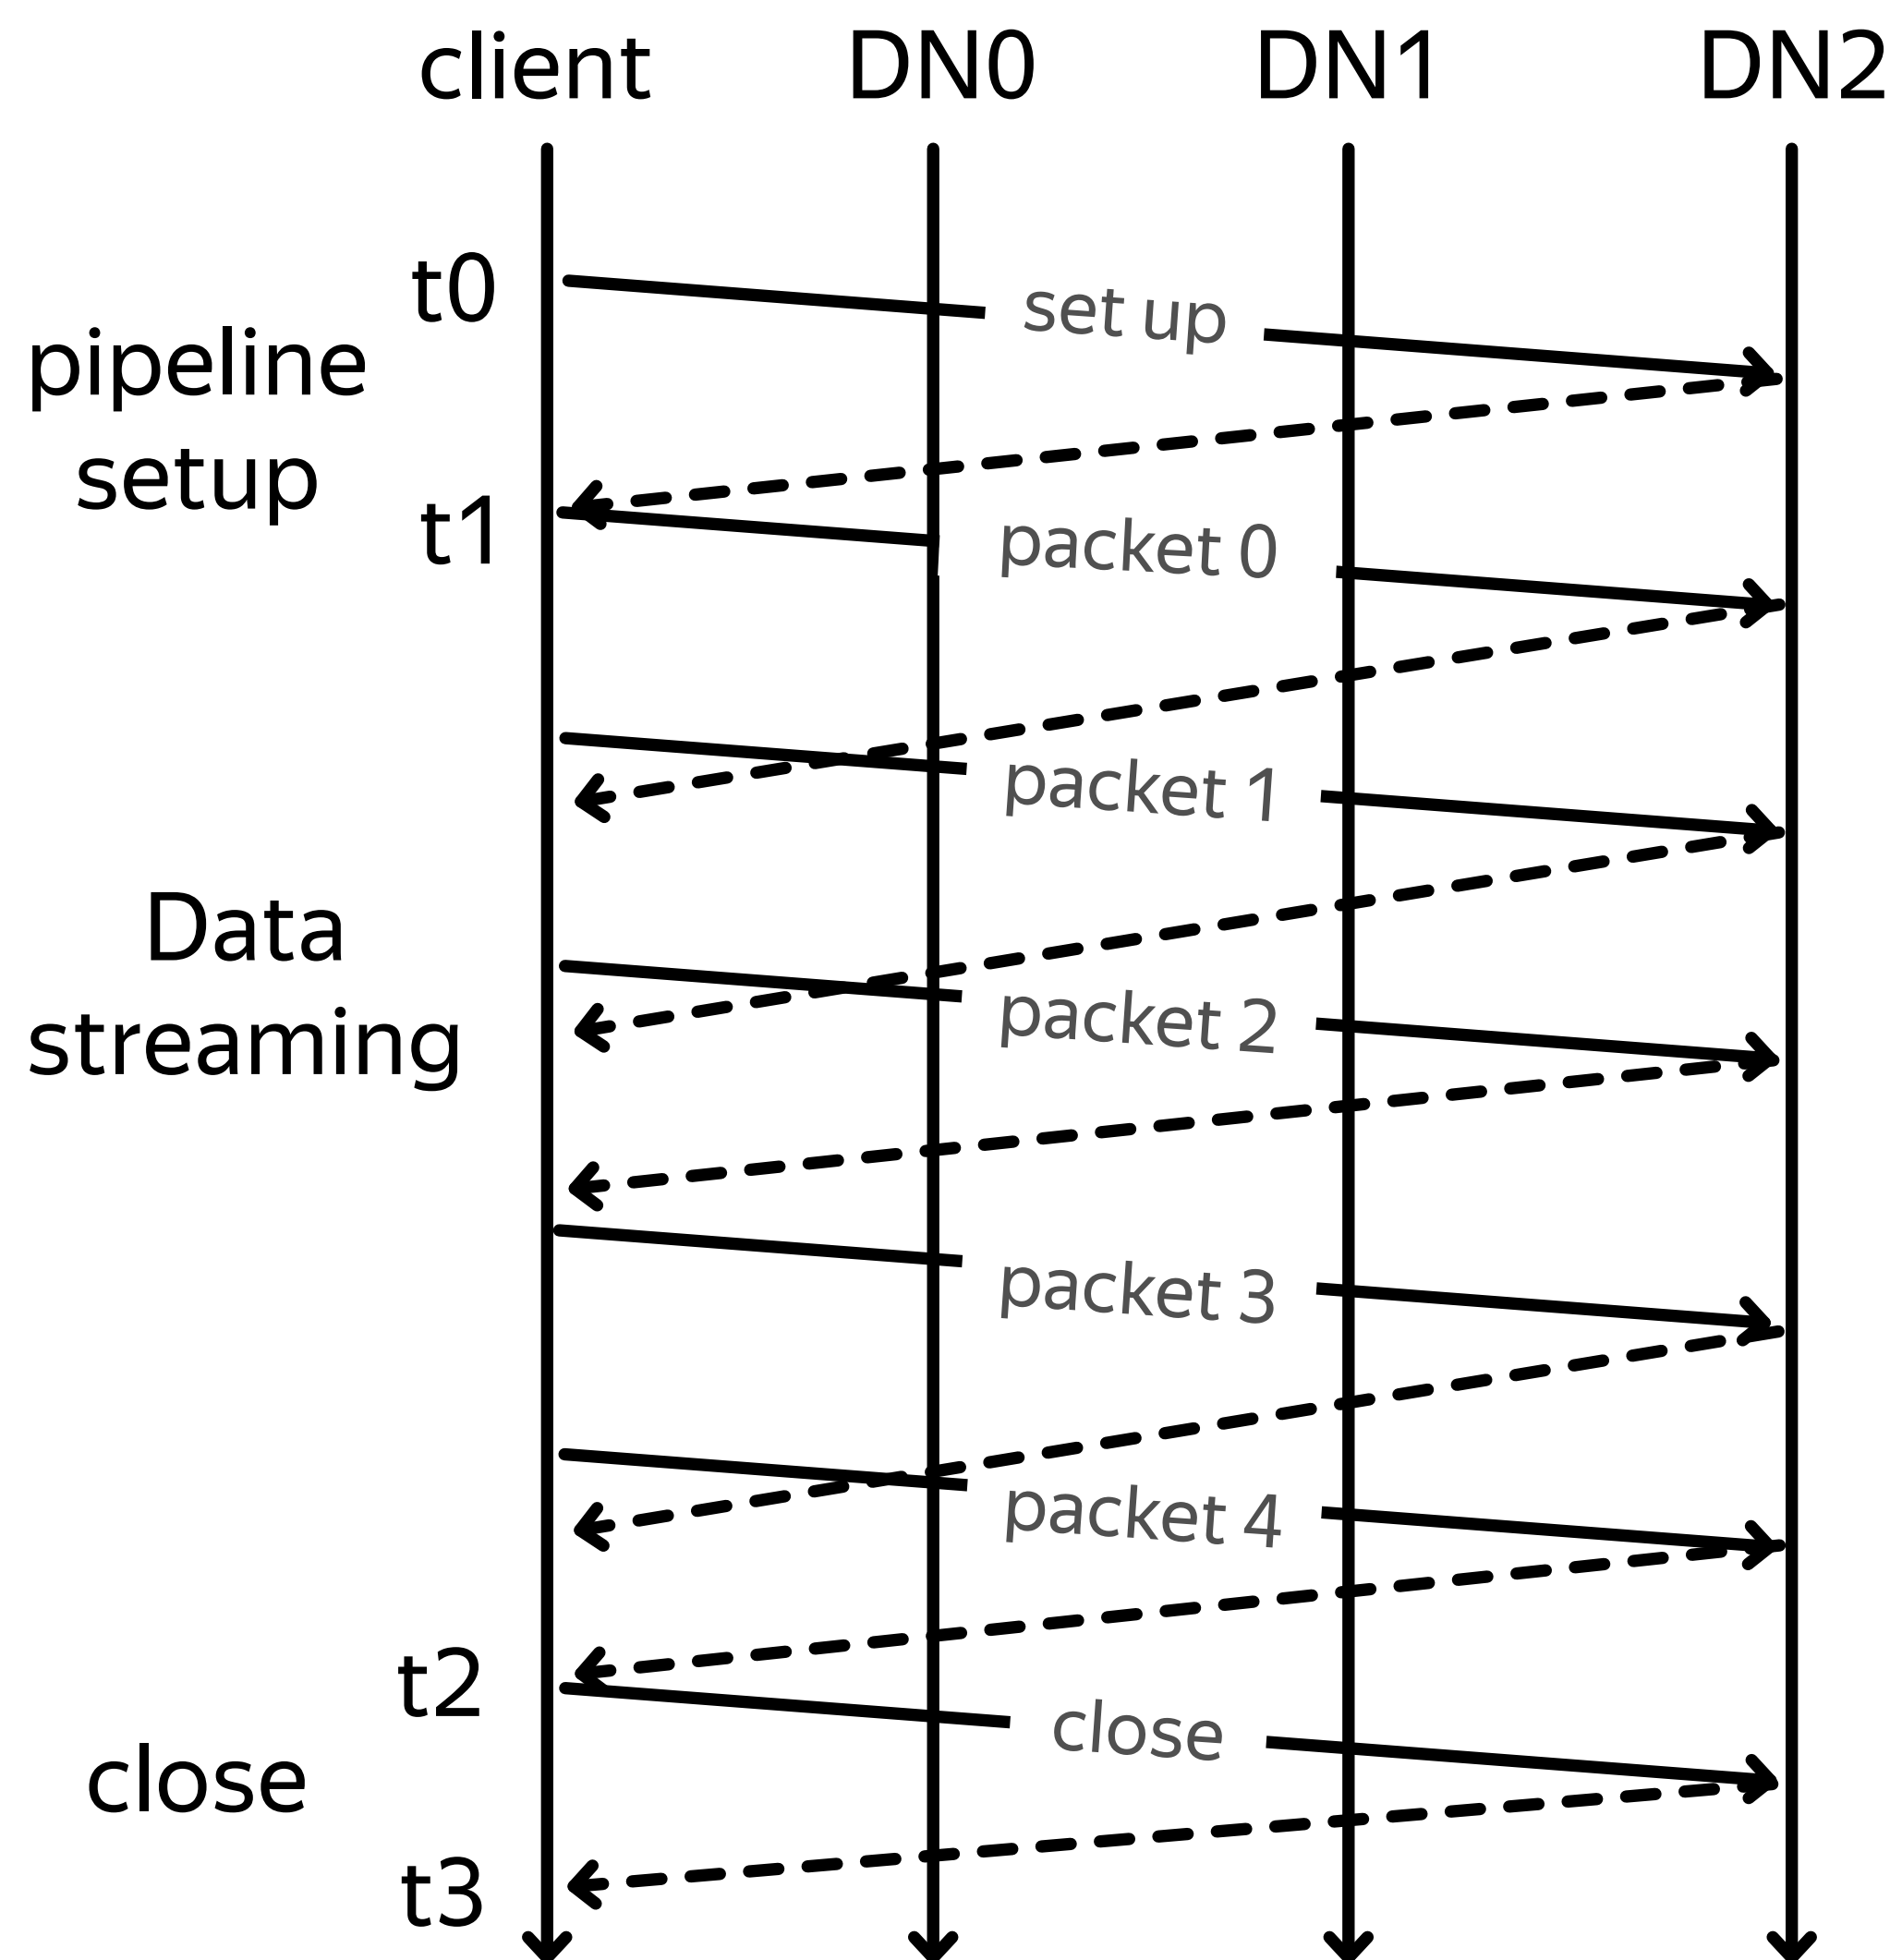 client DN0 DN1 DN2
t0
set up
pipeline
setup
t1
packet 0
packet 1
Data
streaming
packet 2
packet 3
packet 4
t2
close
close
t3